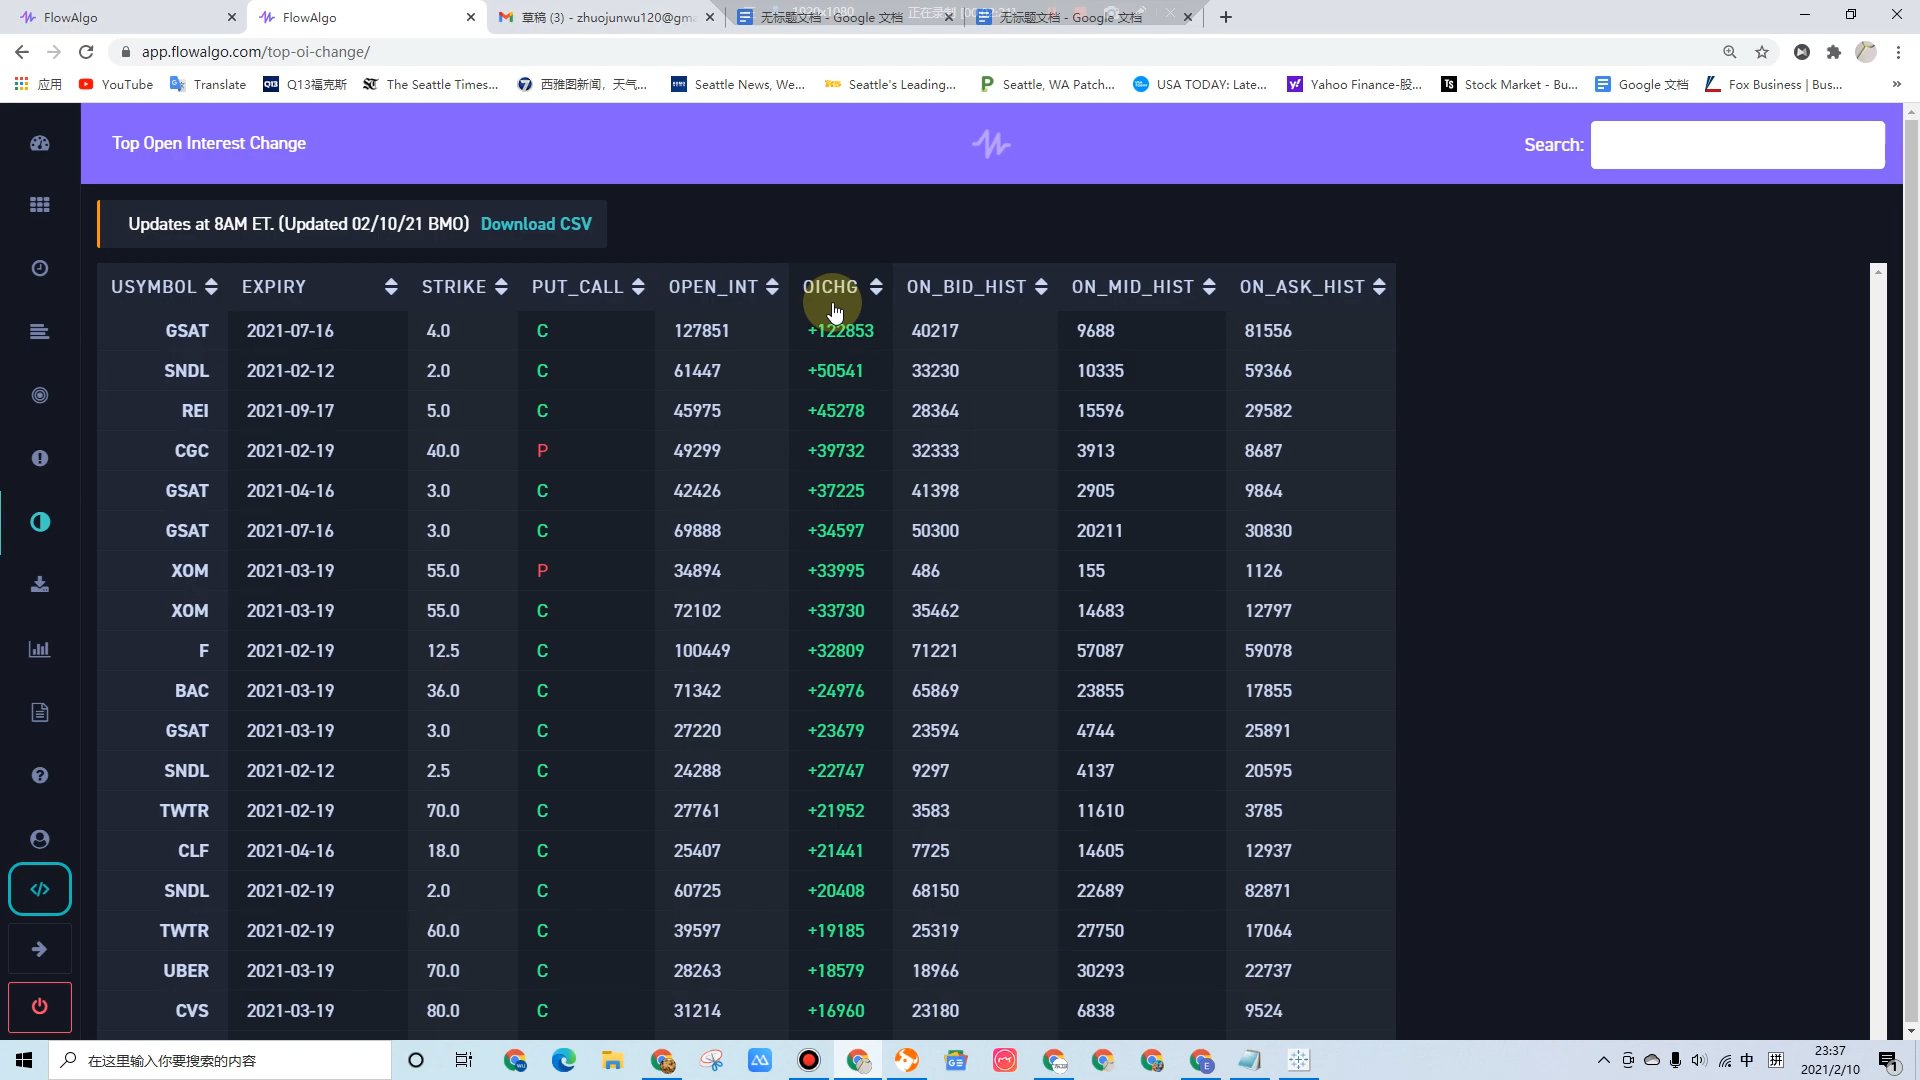 FlowAlgo
FlowAlgo
草稿 (3) - zhuojunwu120@gm
无标题文档 - Google 文档
无标题文档 - Google 文档
app.flowalgo.com/top-oi-change/
应用
YouTube
Translate
Q13福克斯
The Seattle Times...
西雅图新闻，天气...
Seattle News, We...
Seattle's Leading...
Seattle, WA Patch...
USA TODAY: Late...
Yahoo Finance-股...
Stock Market - Bu...
Google 文档
Fox Business | Bus...
Top Open Interest Change
Search:
Updates at 8AM ET. (Updated 02/10/21 BMO) Download CSV
USYMBOL EXPIRY STRIKE PUT_CALL OPEN_INT OICHG ON_BID_HIST ON_MID_HIST ON_ASK_HIST
GSAT 2021-07-16 4.0 C 127851 +122853 40217 9688 81556
SNDL 2021-02-12 2.0 C 61447 +50541 33230 10335 59366
REI 2021-09-17 5.0 C 45975 +45278 28364 15596 29582
CGC 2021-02-19 40.0 P 49299 +39732 32333 3913 8687
GSAT 2021-04-16 3.0 C 42426 +37225 41398 2905 9864
GSAT 2021-07-16 3.0 C 69888 +34597 50300 20211 30830
XOM 2021-03-19 55.0 P 34894 +33995 486 155 1126
XOM 2021-03-19 55.0 C 72102 +33730 35462 14683 12797
F 2021-02-19 12.5 C 100449 +32809 71221 57087 59078
BAC 2021-03-19 36.0 C 71342 +24976 65869 23855 17855
GSAT 2021-03-19 3.0 C 27220 +23679 23594 4744 25891
SNDL 2021-02-12 2.5 C 24288 +22747 9297 4137 20595
TWTR 2021-02-19 70.0 C 27761 +21952 3583 11610 3785
CLF 2021-04-16 18.0 C 25407 +21441 7725 14605 12937
SNDL 2021-02-19 2.0 C 60725 +20408 68150 22689 82871
TWTR 2021-02-19 60.0 C 39597 +19185 25319 27750 17064
UBER 2021-03-19 70.0 C 28263 +18579 18966 30293 22737
CVS 2021-03-19 80.0 C 31214 +16960 23180 6838 9524
在这里输入你要搜索的内容
中
拼
23:37
2021/2/10